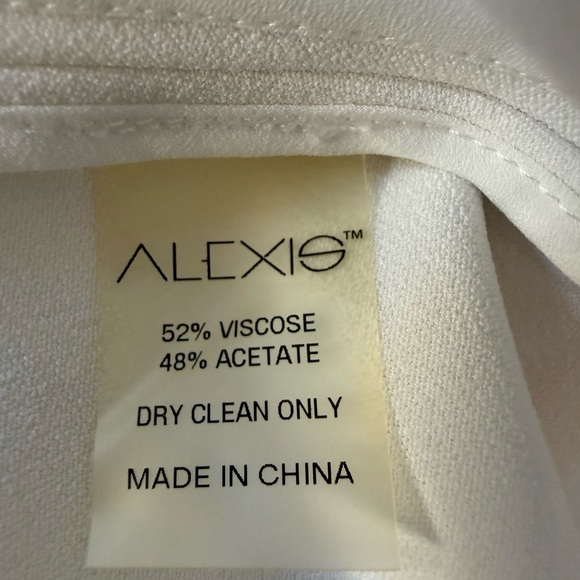 ALEXIS™
52% VISCOSE
48% ACETATE
DRY CLEAN ONLY
MADE IN CHINA